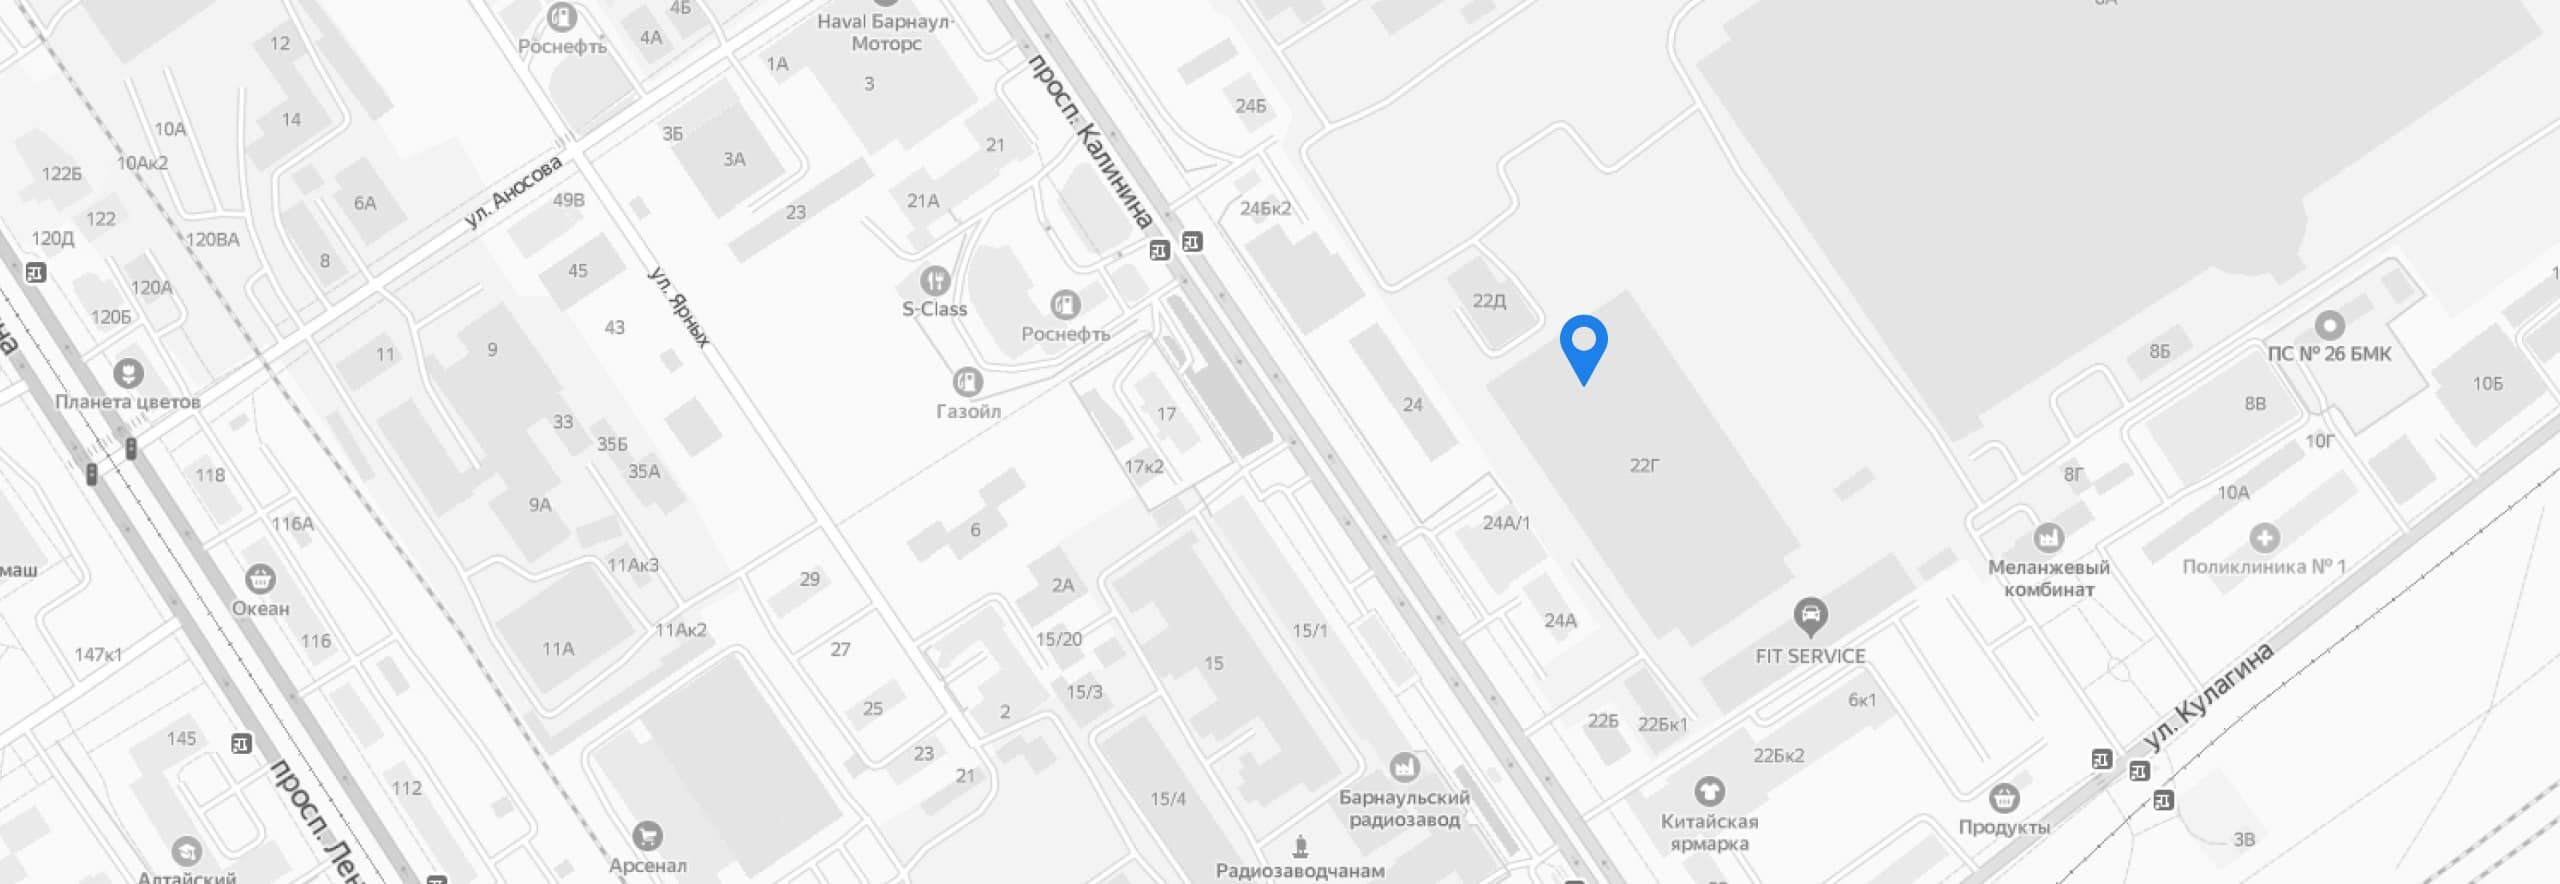 4Б
Роснефть
4А
12
Haval Барнаул-
Моторс
1А
3
просп. Калинина
24Б
14
10А
10Ак2
122Б
122
120Д
120ВА
6А
8
ул. Аносова
49В
3Б
3А
23
21
21А
24Бк2
45
43
ул. Ярных
S-Class
Роснефть
Газойл
22Д
120А
120Б
Планета цветов
11
9
33
35Б
35А
9А
17
17к2
24
22Г
8Б
ПС № 26 БМК
8В
10Б
10Г
8Г
10А
118
116А
Океан
116
6
24А/1
Меланжевый
комбинат
Поликлиника № 1
маш
11Ак3
29
2А
15/20
15/1
24А
11А
11Ак2
27
15
15/3
FIT SERVICE
147к1
25
2
23
21
22Б
22Бк1
6к1
22Бк2
ул. Кулагина
145
просп. Лен
112
15/4
Барнаульский
радиозавод
Китайская
ярмарка
Продукты
3В
Арсенал
Радиозаводчанам
Алтайский